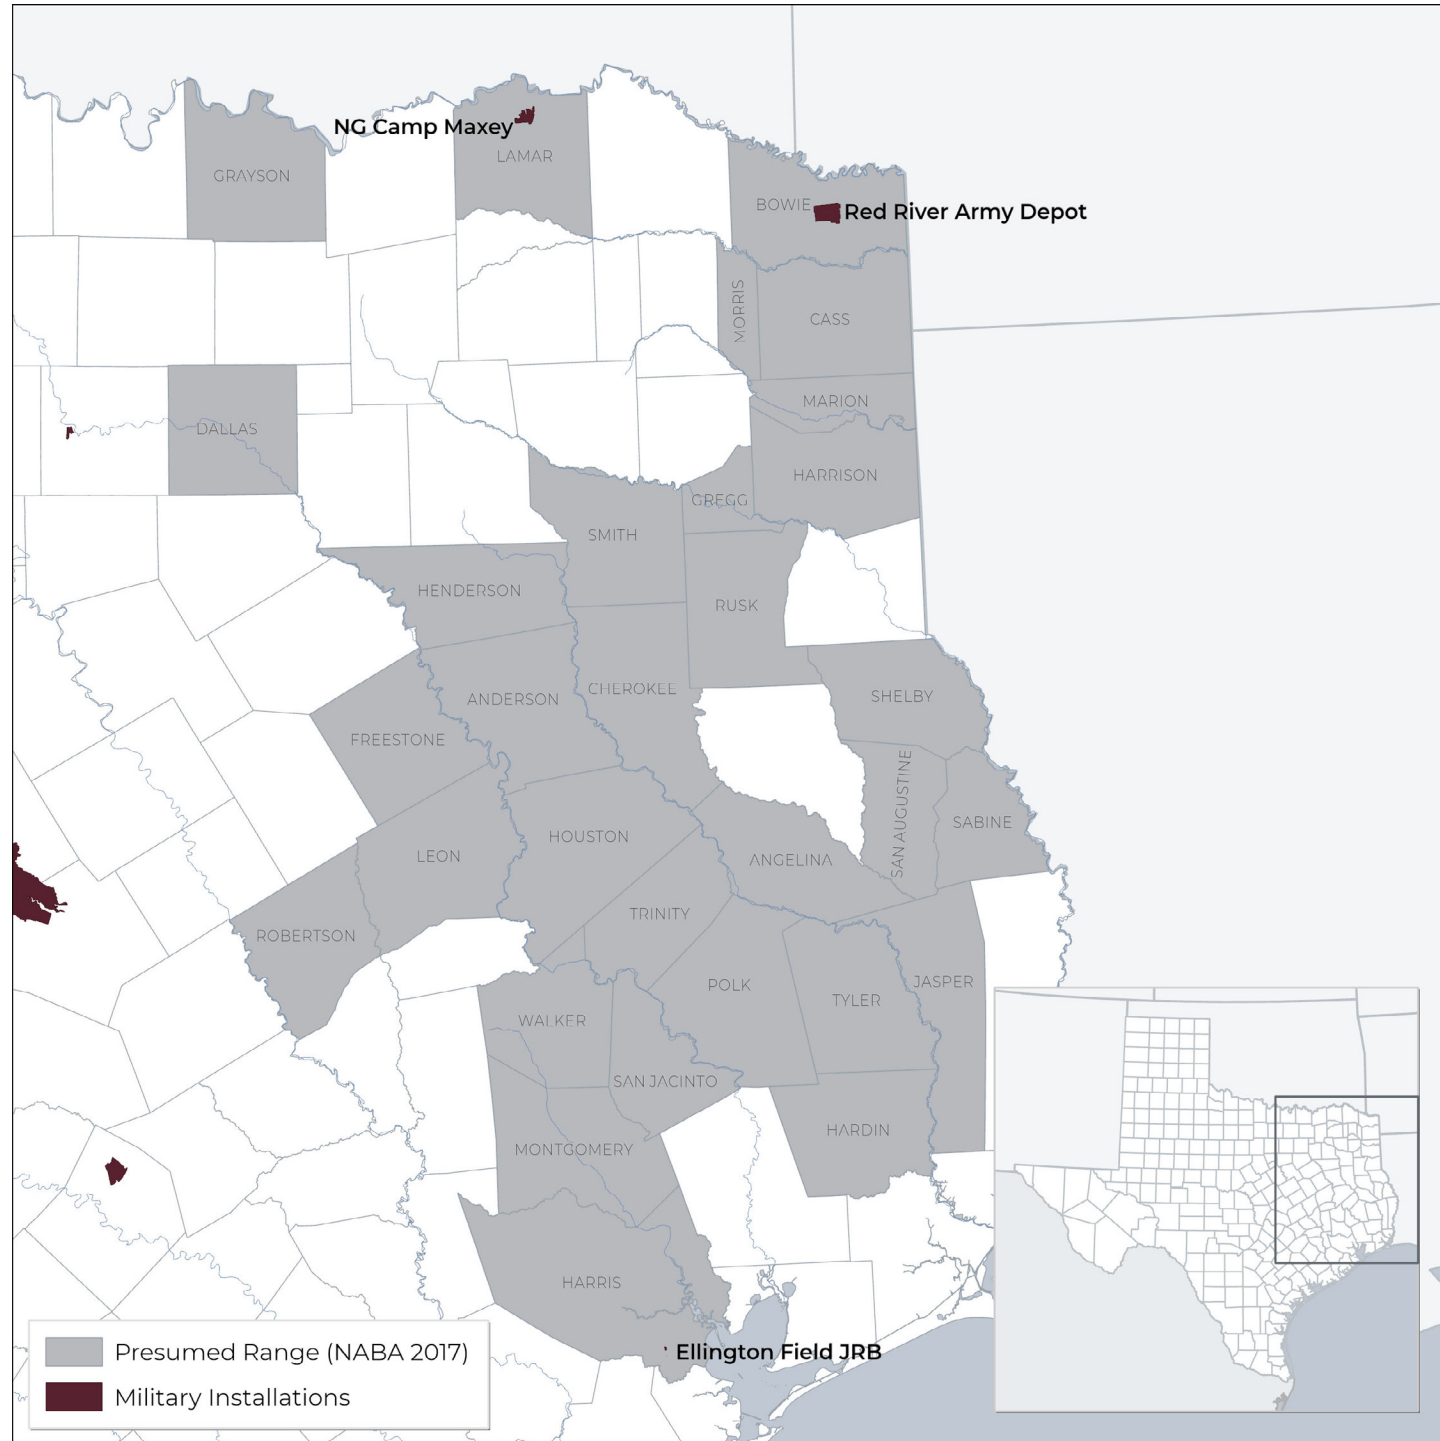 NG Camp Maxey
LAMAR
GRAYSON
BOWIE
Red River Army Depot
MORRIS
CASS
MARION
DALLAS
HARRISON
GREGG
SMITH
HENDERSON
RUSK
CHEROKEE
SHELBY
ANDERSON
FREESTONE
SAN AUGUSTINE
SABINE
HOUSTON
LEON
ANGELINA
TRINITY
ROBERTSON
JASPER
POLK
TYLER
WALKER
SAN JACINTO
HARDIN
MONTGOMERY
HARRIS
Ellington Field JRB
Presumed Range (NABA 2017)
Military Installations